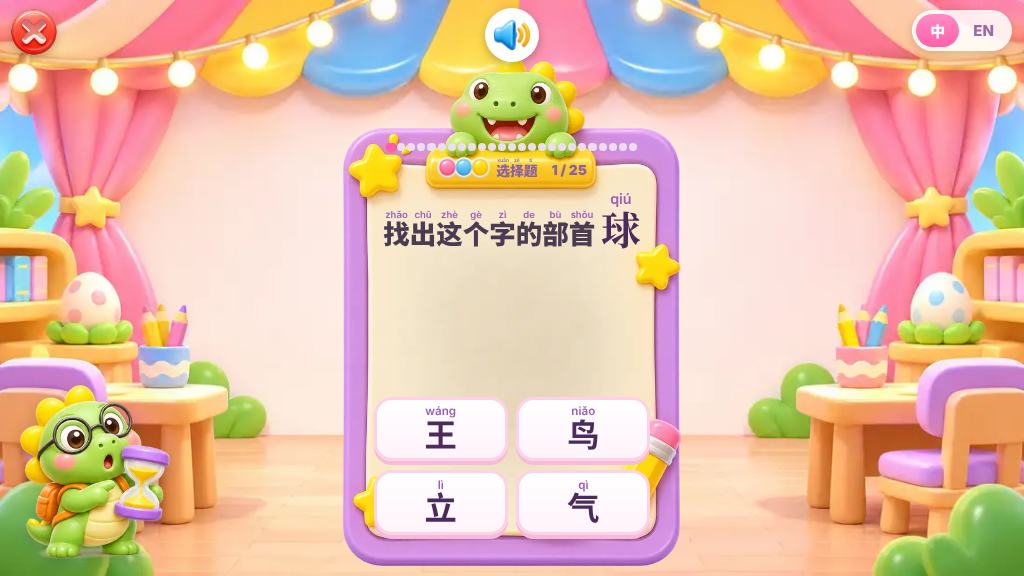 中 EN
xuǎn zé tí
选择题 1/25
qiú
zhǎo chū zhè gè zì de bù shǒu
找出这个字的部首 球
wáng
王
niǎo
鸟
lì
立
qì
气